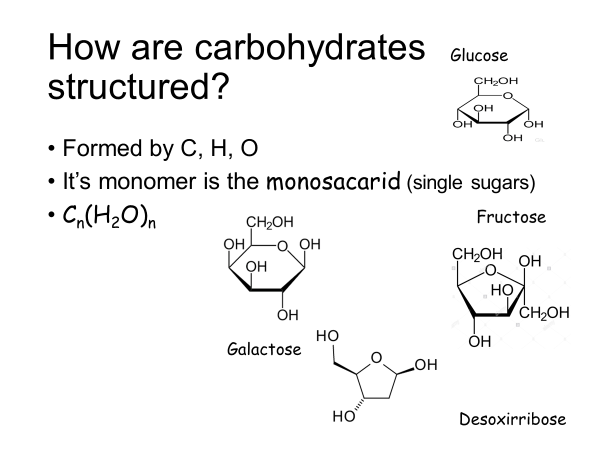 How are carbohydrates
structured?
Glucose
CH₂OH
O
OH
OH
OH
OH
• Formed by C, H, O
• It's monomer is the monosacarid (single sugars)
• Cₙ(H₂O)ₙ
Fructose
CH₂OH
OH
O
OH
OH
OH
CH₂OH
OH
O
HO
CH₂OH
OH
Galactose
HO
O
OH
HO
Desoxirribose